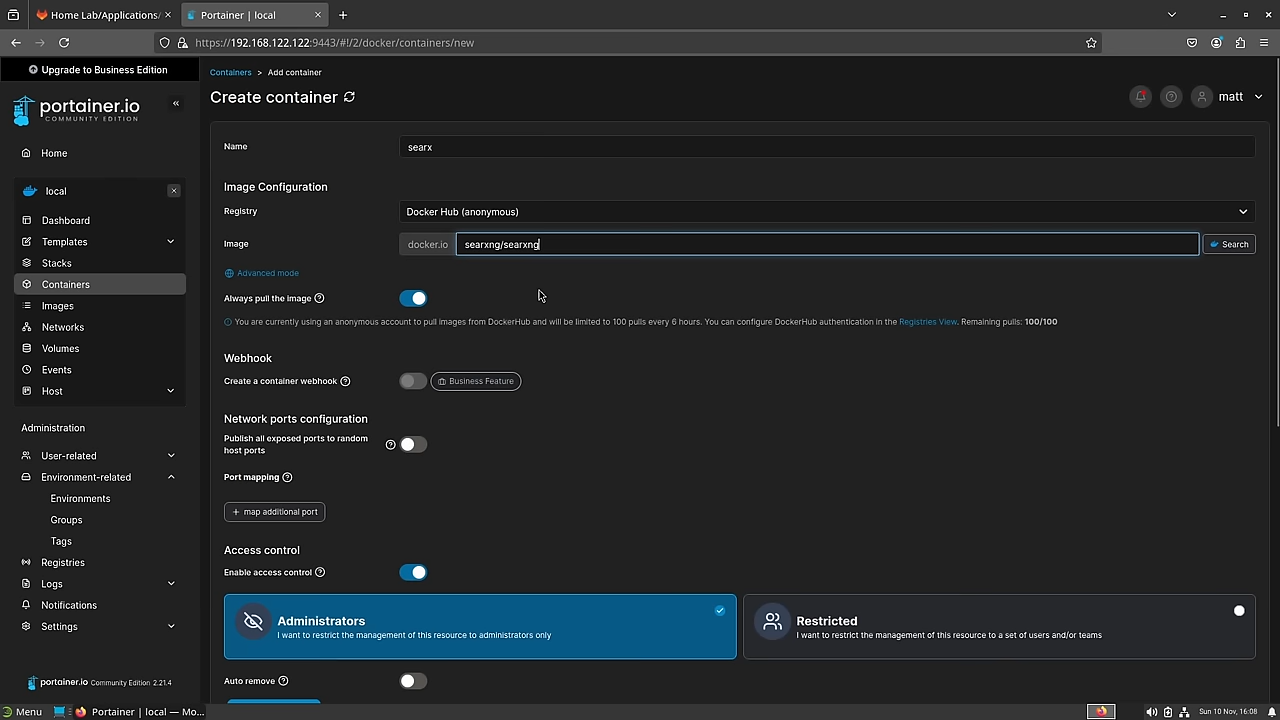 Home Lab/Applications/
Portainer | local
https://192.168.122.122:9443/#!/2/docker/containers/new
Upgrade to Business Edition
portainer.io
COMMUNITY EDITION
Home
local
Dashboard
Templates
Stacks
Containers
Images
Networks
Volumes
Events
Host
Administration
User-related
Environment-related
Environments
Groups
Tags
Registries
Logs
Notifications
Settings
portainer.io Community Edition 2.21.4
Containers > Add container
Create container
matt
Name
searx
Image Configuration
Registry
Docker Hub (anonymous)
Image
docker.io
searxng/searxng
Search
Advanced mode
Always pull the image
You are currently using an anonymous account to pull images from DockerHub and will be limited to 100 pulls every 6 hours. You can configure DockerHub authentication in the Registries View. Remaining pulls: 100/100
Webhook
Create a container webhook
Business Feature
Network ports configuration
Publish all exposed ports to random
host ports
Port mapping
+ map additional port
Access control
Enable access control
Administrators
I want to restrict the management of this resource to administrators only
Restricted
I want to restrict the management of this resource to a set of users and/or teams
Auto remove
Menu
Portainer | local — Mo...
Sun 10 Nov, 16:08